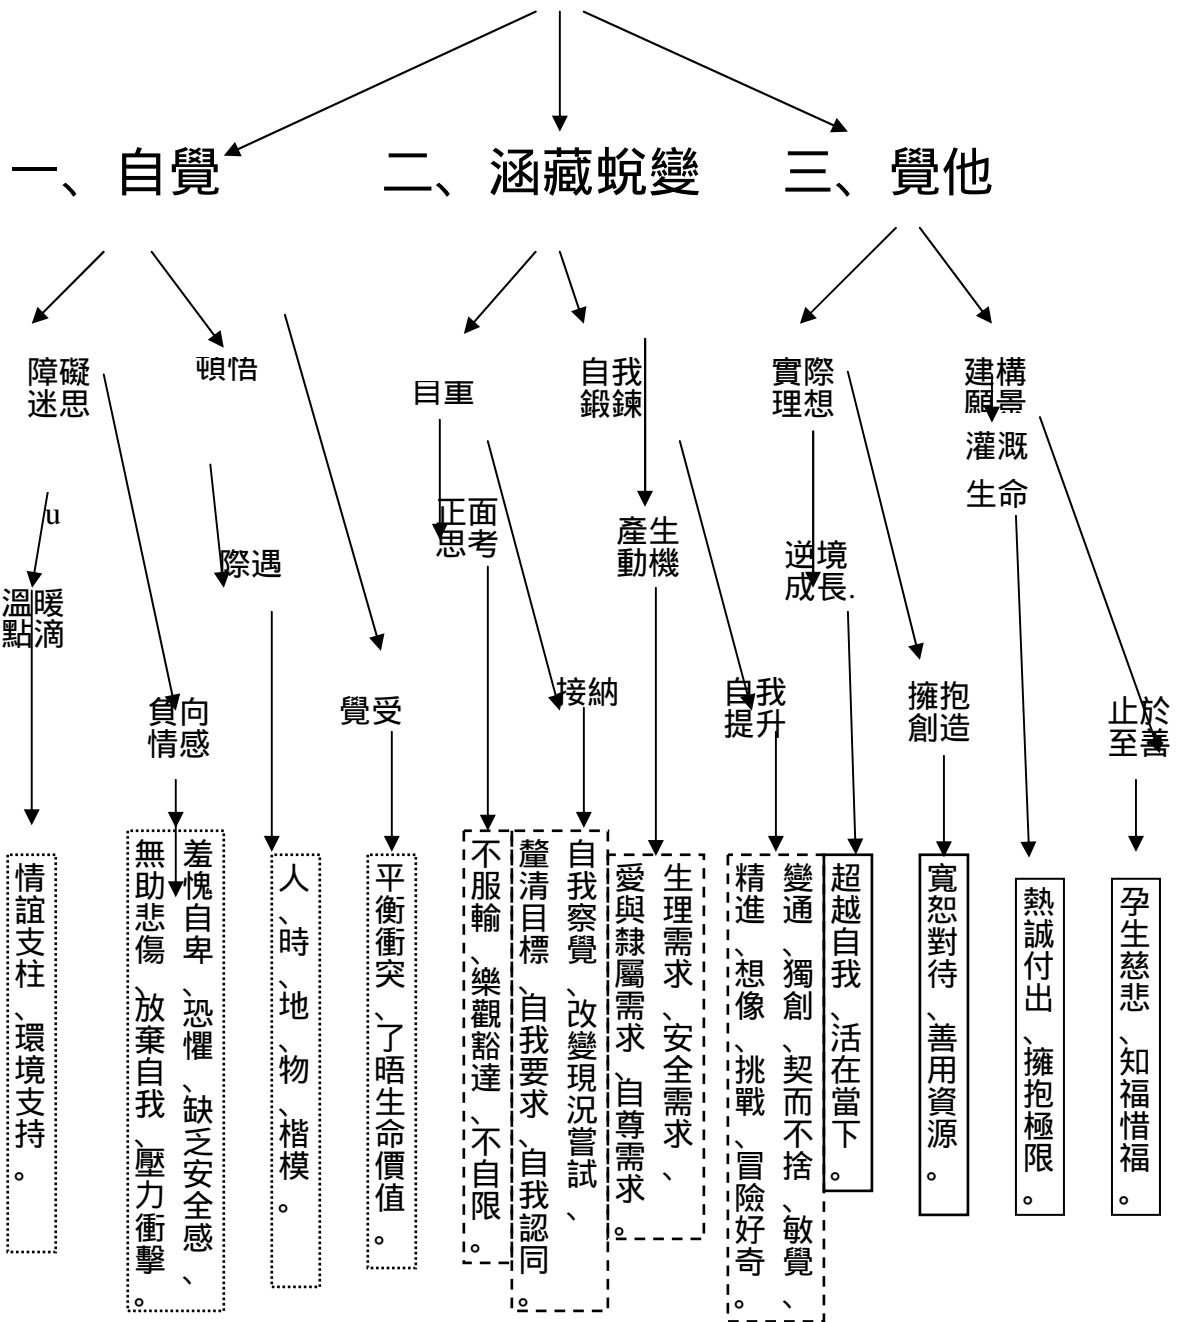 一、自覺
二、涵藏蛻變
三、覺他
障礙
迷思
頓悟
自重
自我
鍛鍊
實際
理想
建構
願景
灌溉
生命
u
正面
思考
產生
動機
逆境
成長.
際遇
溫暖
點滴
負向
情感
覺受
接納
自我
提升
擁抱
創造
止於
至善
情誼支柱、環境支持。
羞愧自卑、恐懼、缺乏安全感、
無助悲傷、放棄自我、壓力衝擊。
人、時、地、物、楷模。
平衡衝突、了晤生命價值。
不服輸、樂觀豁達、不自限。
自我察覺、改變現況嘗試、
釐清目標、自我要求、自我認同。
生理需求、安全需求、
愛與隸屬需求、自尊需求。
變通、獨創、契而不捨、敏覺、
精進、想像、挑戰、冒險好奇。
超越自我、活在當下。
寬恕對待、善用資源。
熱誠付出、擁抱極限。
孕生慈悲、知福惜福。